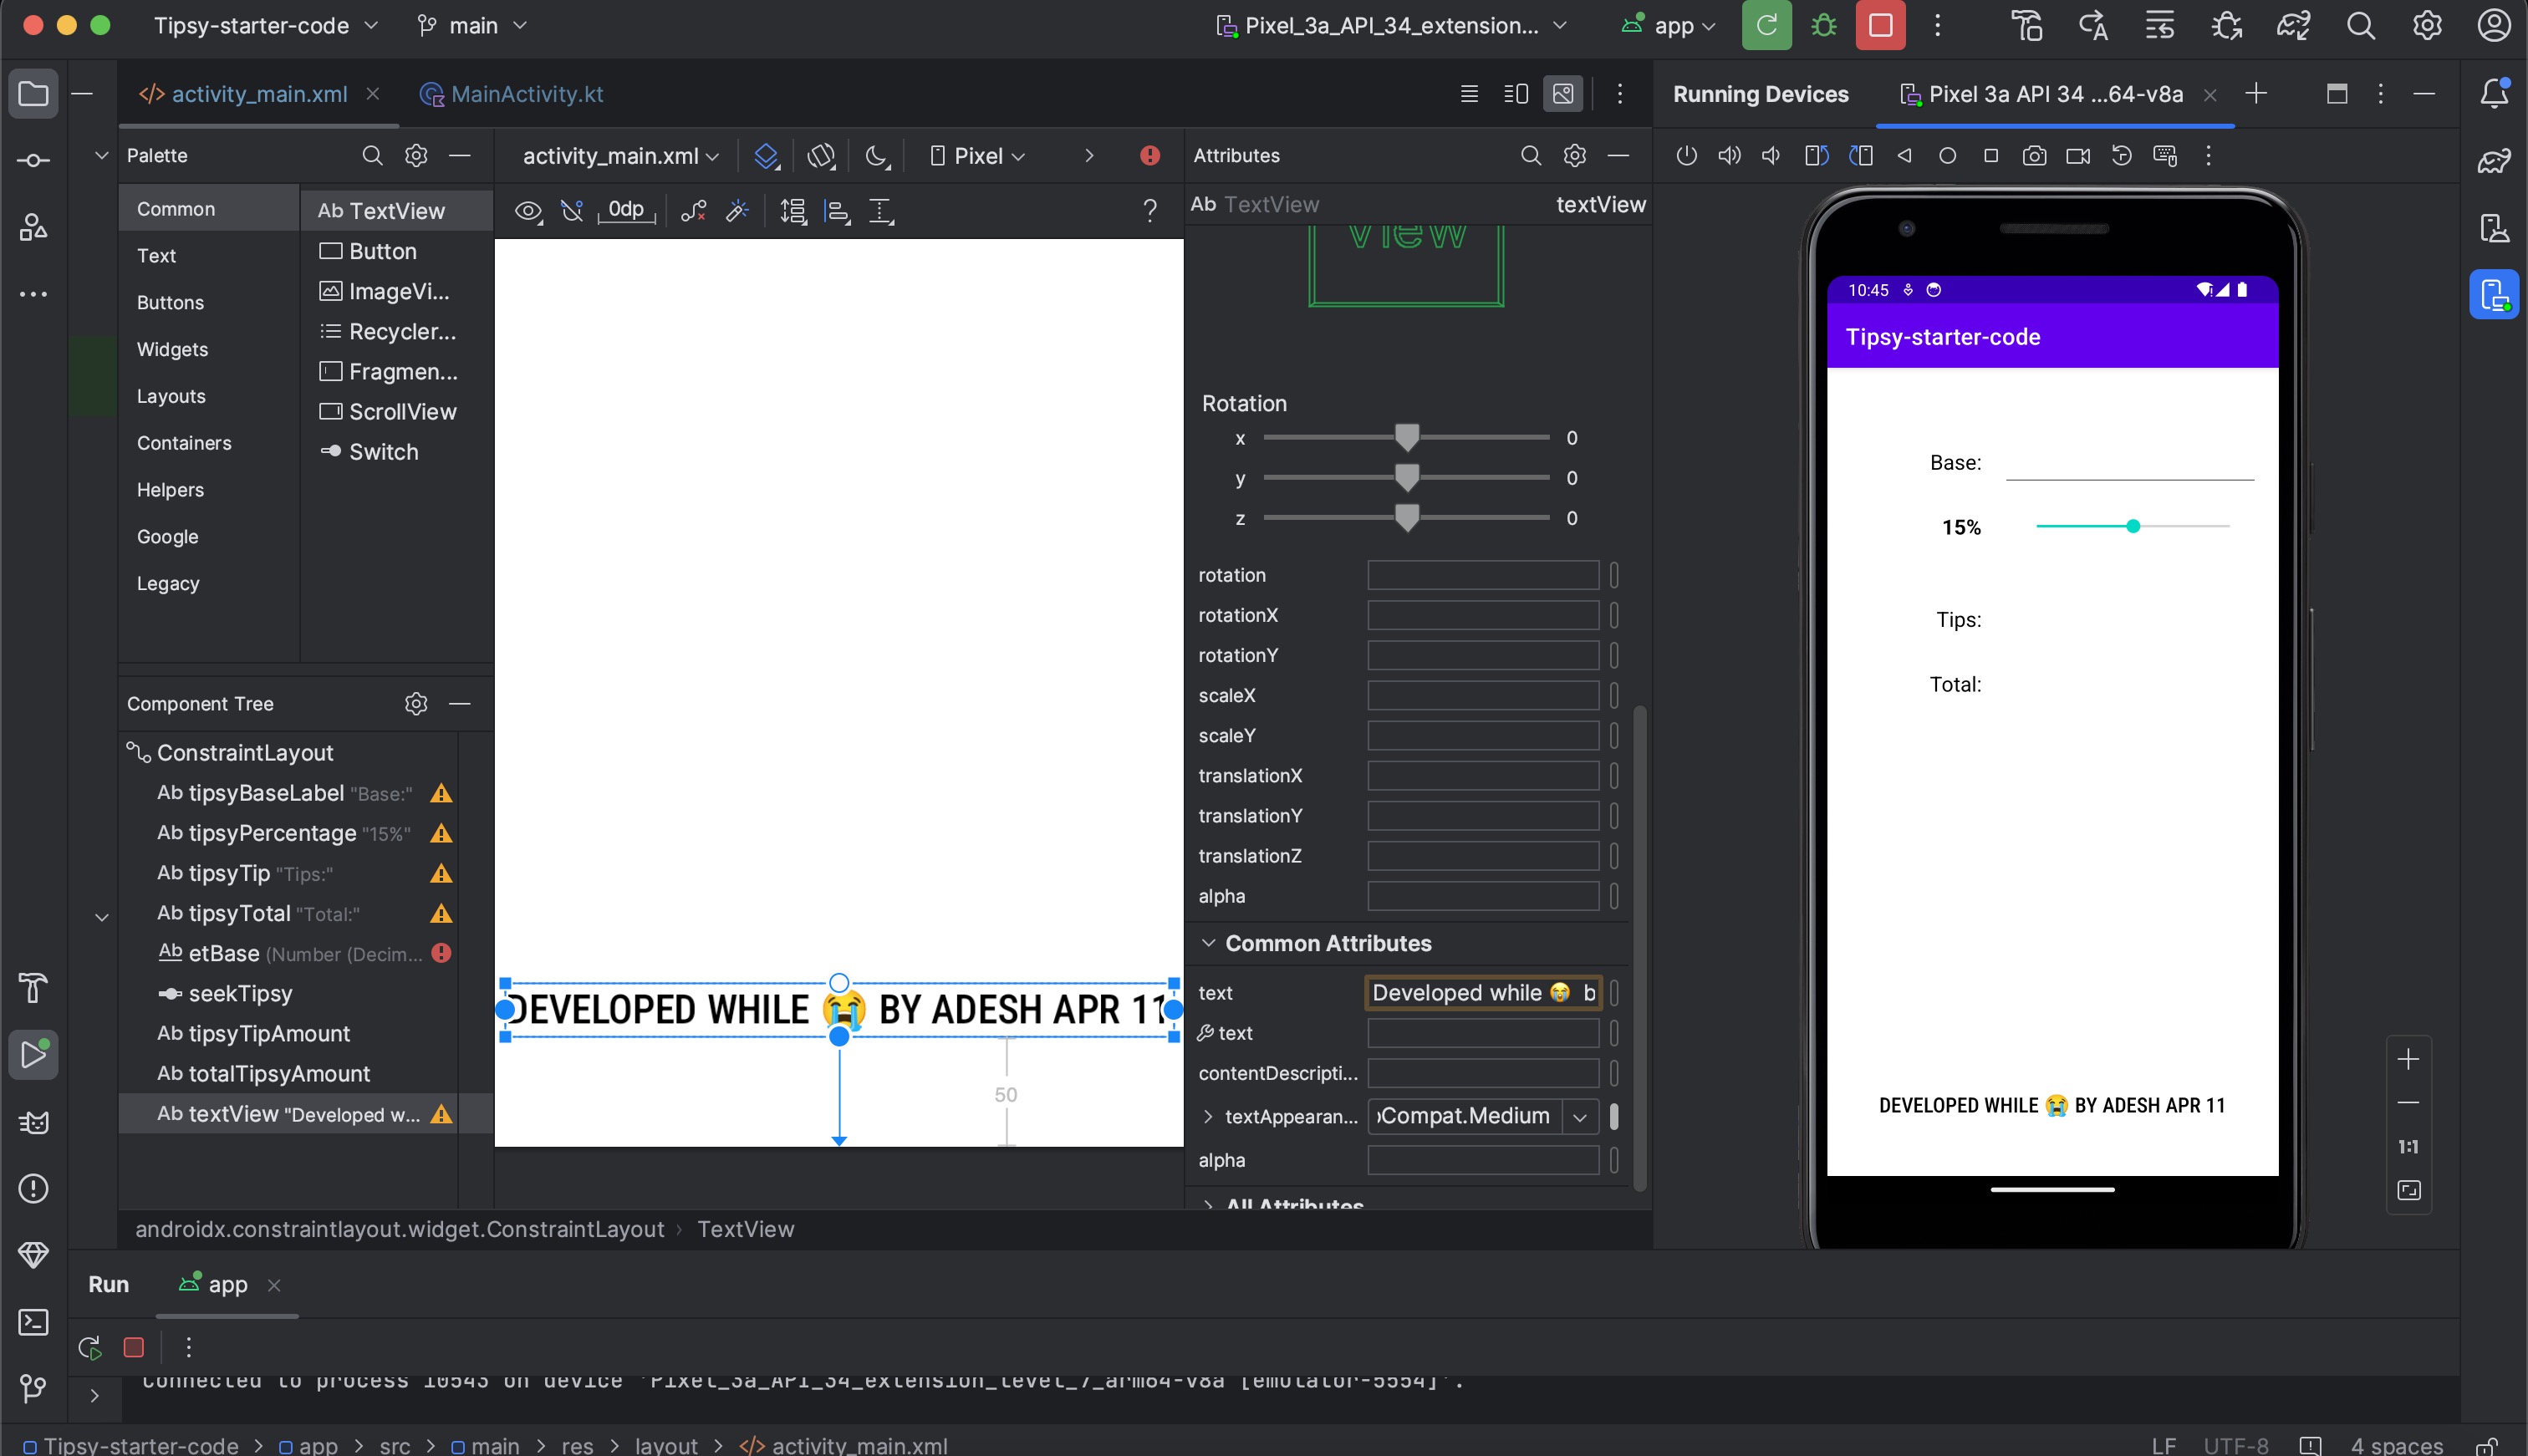 Tipsy-starter-code
main
Pixel_3a_API_34_extension...
app
activity_main.xml
MainActivity.kt
Running Devices
Pixel 3a API 34 ...64-v8a
Palette
Common
Text
Buttons
Widgets
Layouts
Containers
Helpers
Google
Legacy
Ab TextView
Button
ImageVi...
Recycler...
Fragmen...
ScrollView
Switch
activity_main.xml
Pixel
0dp
?
DEVELOPED WHILE 😭 BY ADESH APR 11
50
Component Tree
ConstraintLayout
Ab tipsyBaseLabel "Base:"
Ab tipsyPercentage "15%"
Ab tipsyTip "Tips:"
Ab tipsyTotal "Total:"
Ab etBase (Number (Decim...
seekTipsy
Ab tipsyTipAmount
Ab totalTipsyAmount
Ab textView "Developed w...
Attributes
Ab TextView
textView
view
Rotation
x 0
y 0
z 0
rotation
rotationX
rotationY
scaleX
scaleY
translationX
translationY
translationZ
alpha
Common Attributes
text Developed while 😭 b
text
contentDescripti...
textAppearan... Compat.Medium
alpha
All Attributes
androidx.constraintlayout.widget.ConstraintLayout › TextView
10:45
Tipsy-starter-code
Base:
15%
Tips:
Total:
DEVELOPED WHILE 😭 BY ADESH APR 11
1:1
Run
app
Connected to process 10543 on device 'Pixel_3a_API_34_extension_level_7_arm64-v8a [emulator-5554]'.
Tipsy-starter-code > app > src > main > res > layout > activity_main.xml
LF UTF-8 4 spaces